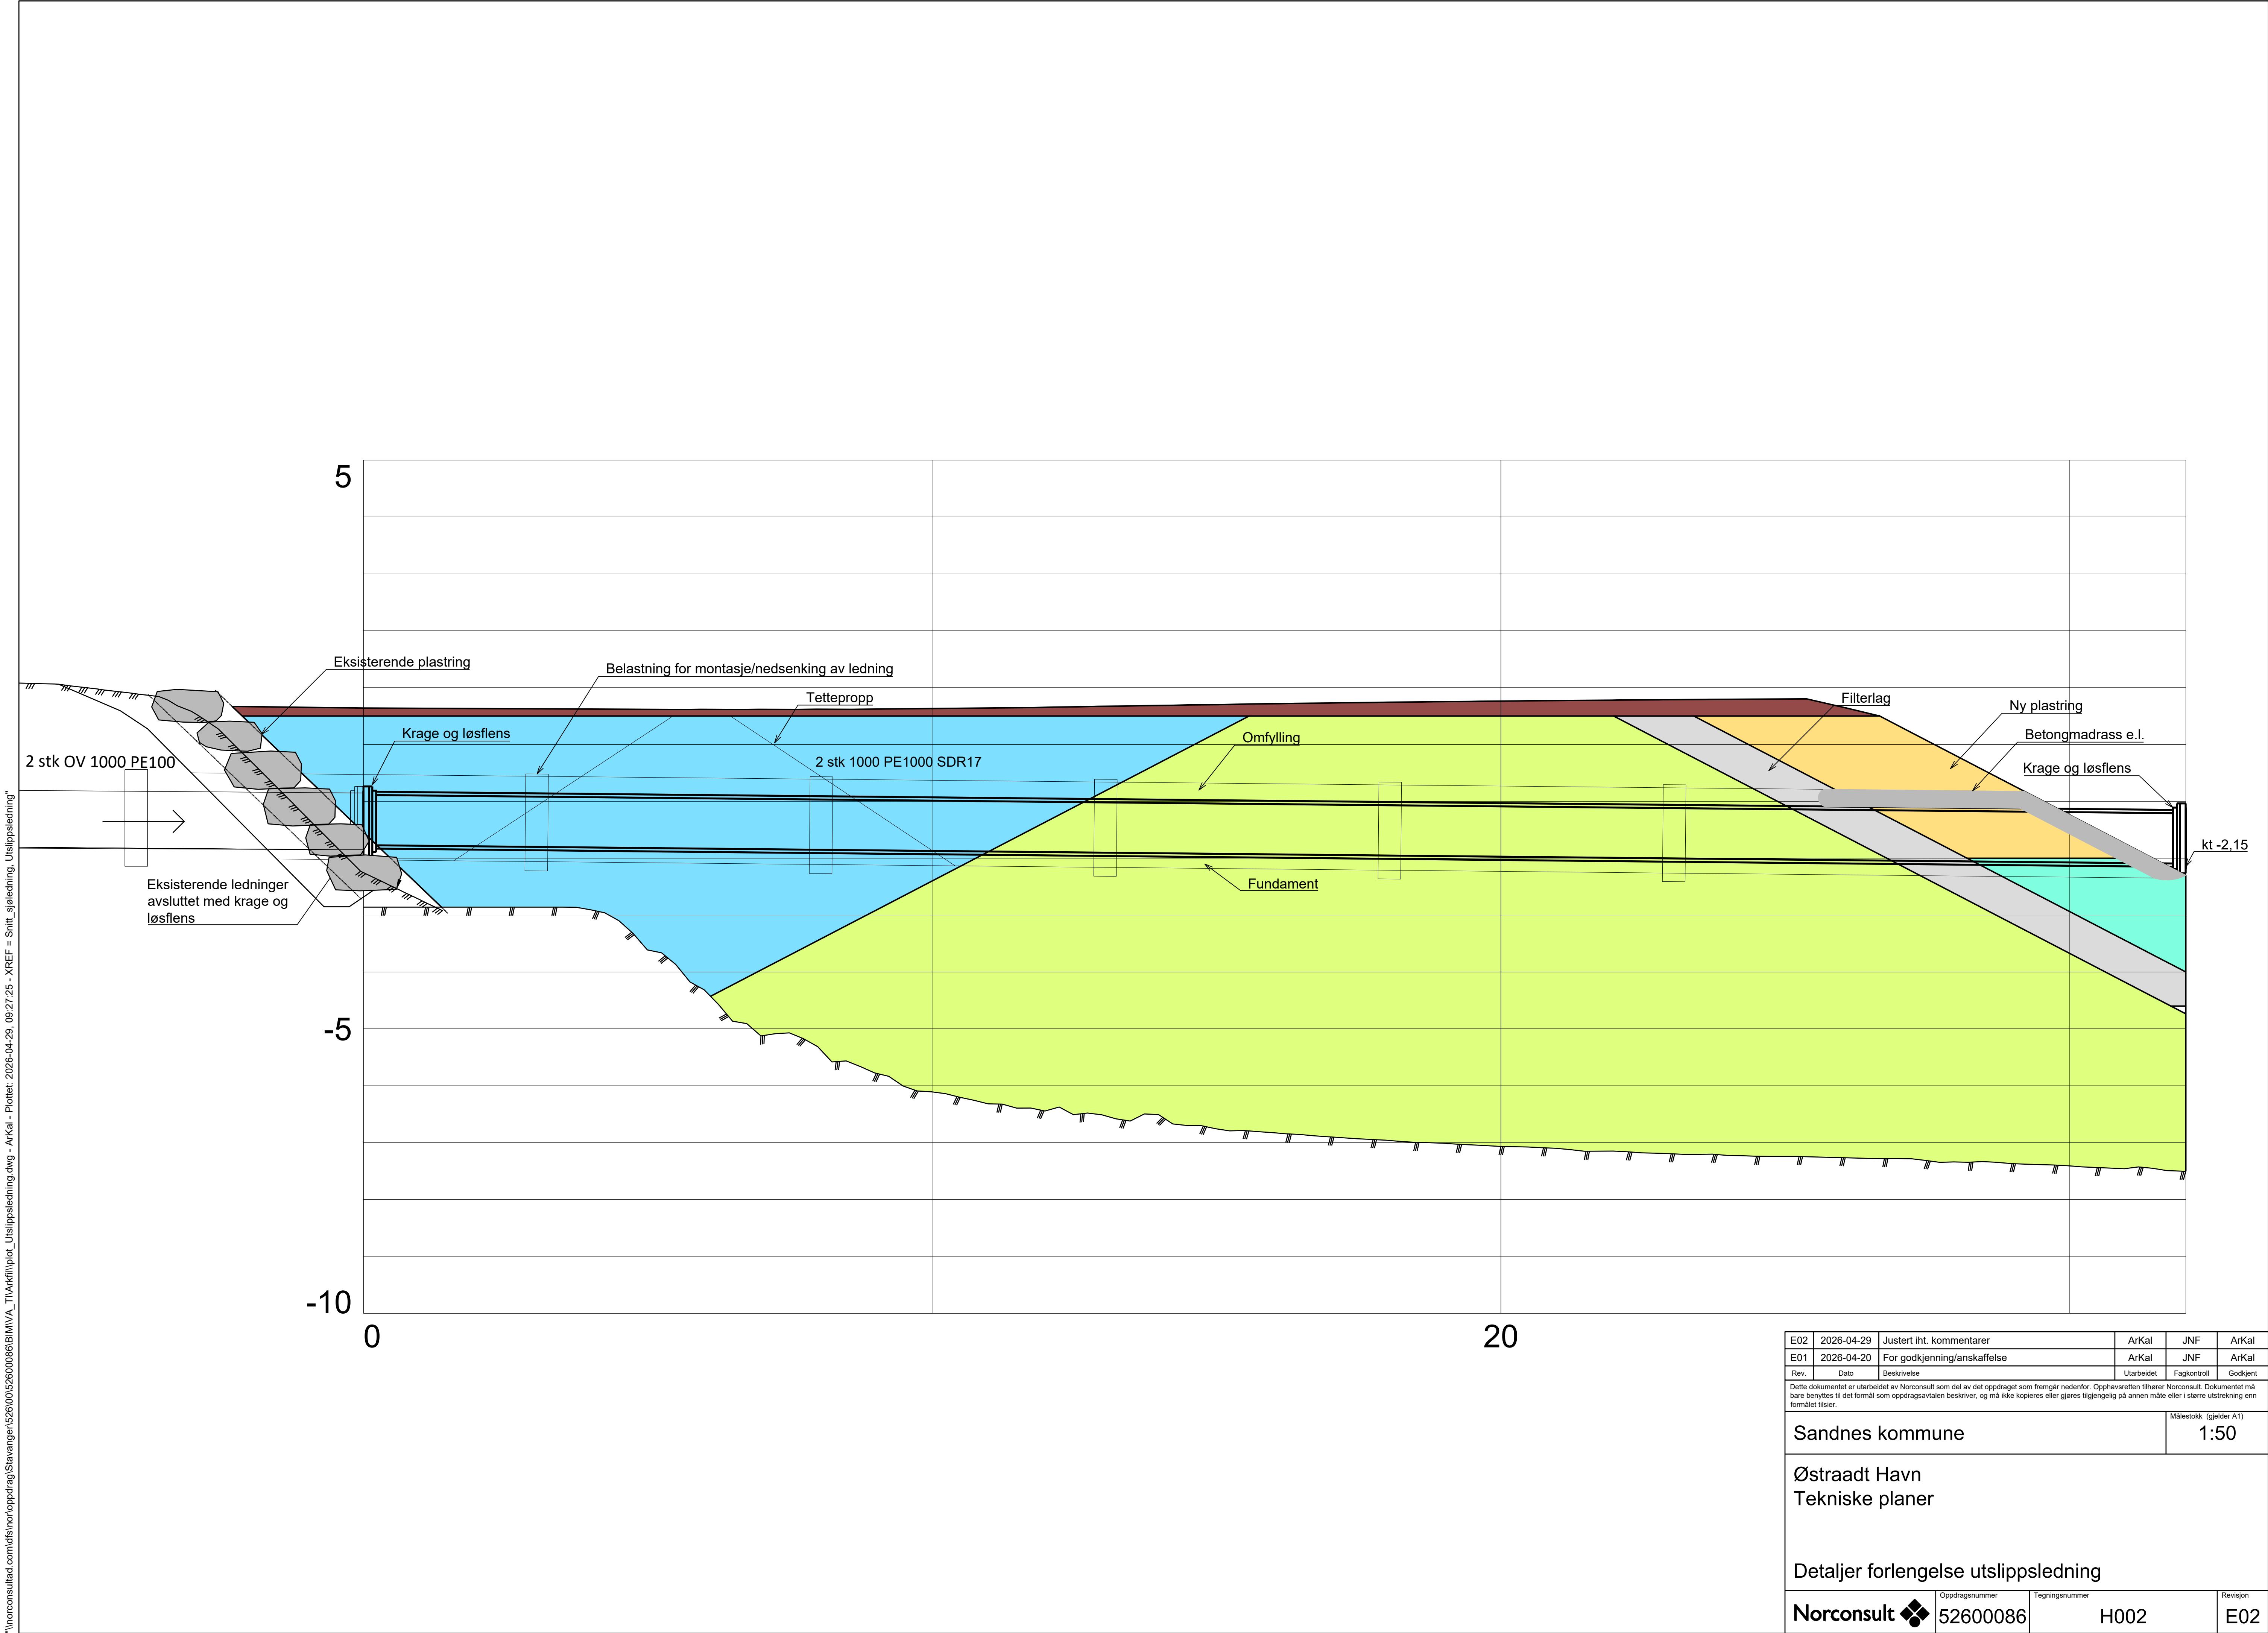 5
Eksisterende plastring
Belastning for montasje/nedsenking av ledning
Tettepropp
Filterlag
Ny plastring
Krage og løsflens
Omfylling
Betongmadrass e.l.
2 stk OV 1000 PE100
2 stk 1000 PE1000 SDR17
Krage og løsflens
kt -2,15
Eksisterende ledninger
avsluttet med krage og
løsflens
Fundament
-5
-10
0
20
"\\norconsultad.com\dfs\nor\oppdrag\Stavanger\526\00\52600086\BIM\VA_TI\Arkfil\plot_Utslippsledning.dwg - ArKal - Plottet: 2026-04-29, 09:27:25 - XREF = Snitt_sjøledning, Utslippsledning"
E02 2026-04-29 Justert iht. kommentarer ArKal JNF ArKal
E01 2026-04-20 For godkjenning/anskaffelse ArKal JNF ArKal
Rev. Dato Beskrivelse Utarbeidet Fagkontroll Godkjent
Dette dokumentet er utarbeidet av Norconsult som del av det oppdraget som fremgår nedenfor. Opphavsretten tilhører Norconsult. Dokumentet må
bare benyttes til det formål som oppdragsavtalen beskriver, og må ikke kopieres eller gjøres tilgjengelig på annen måte eller i større utstrekning enn
formålet tilsier.
Målestokk (gjelder A1)
Sandnes kommune 1:50
Østraadt Havn
Tekniske planer
Detaljer forlengelse utslippsledning
Oppdragsnummer Tegningsnummer Revisjon
Norconsult 52600086 H002 E02